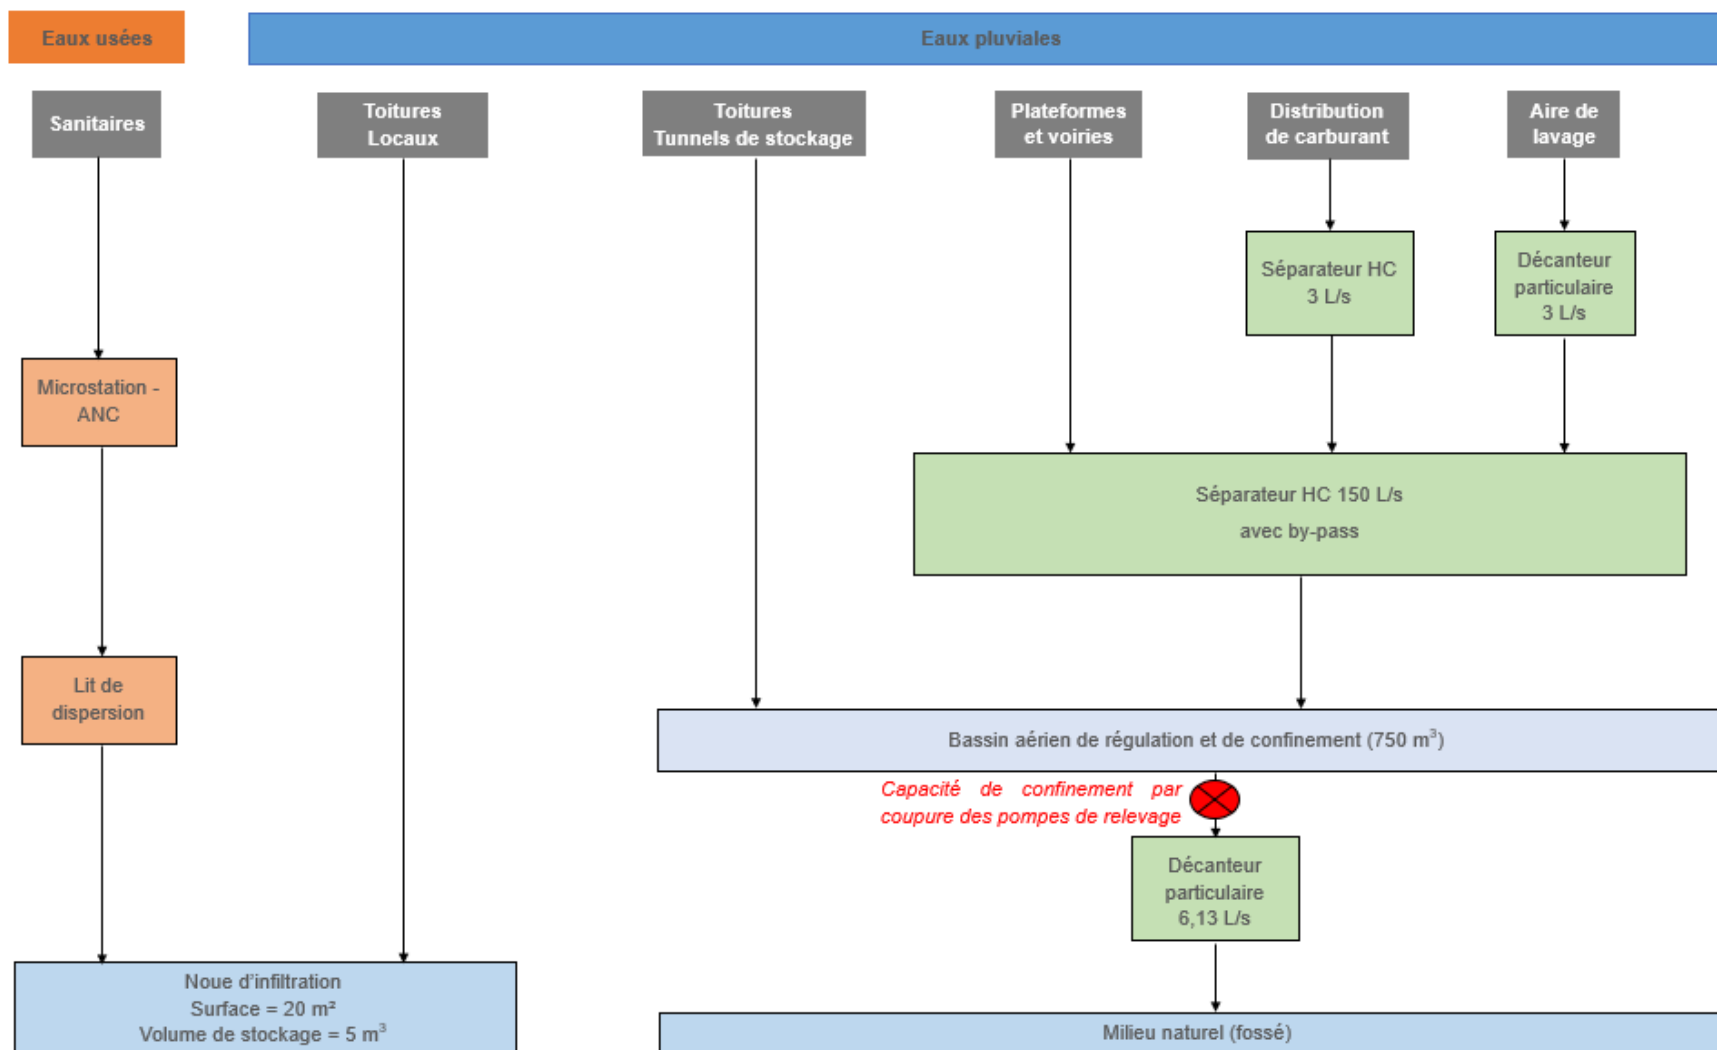 Eaux usées
Eaux pluviales
Sanitaires
Toitures
Locaux
Toitures
Tunnels de stockage
Plateformes
et voiries
Distribution
de carburant
Aire de
lavage
Séparateur HC
3 L/s
Décanteur
particulaire
3 L/s
Microstation -
ANC
Séparateur HC 150 L/s
avec by-pass
Lit de
dispersion
Bassin aérien de régulation et de confinement (750 m³)
Capacité de confinement par
coupure des pompes de relevage
Décanteur
particulaire
6,13 L/s
Noue d'infiltration
Surface = 20 m²
Volume de stockage = 5 m³
Milieu naturel (fossé)